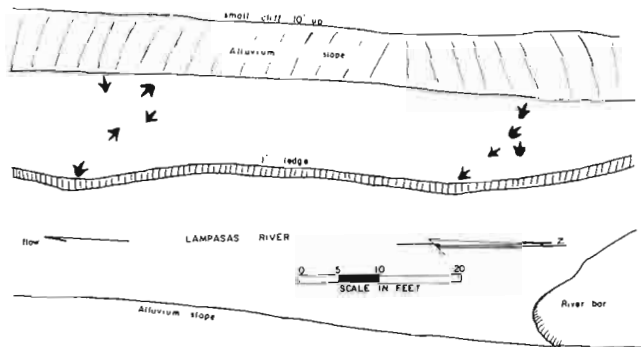 small cliff 10' up
Alluvium slope
1' ledge
flow
LAMPASAS RIVER
N
0 5 10 20
SCALE IN FEET
River bar
Alluvium slope